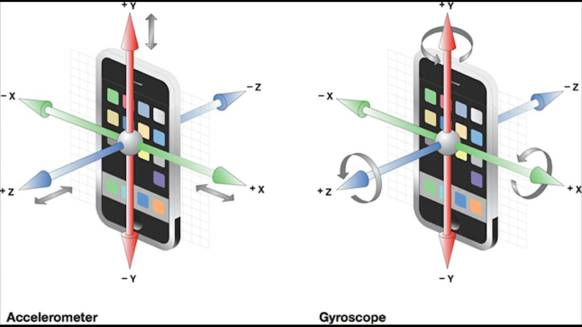 + Y
- X
- Z
+ Z
+ X
- Y
Accelerometer
+ Y
- X
- Z
+ Z
+ X
- Y
Gyroscope